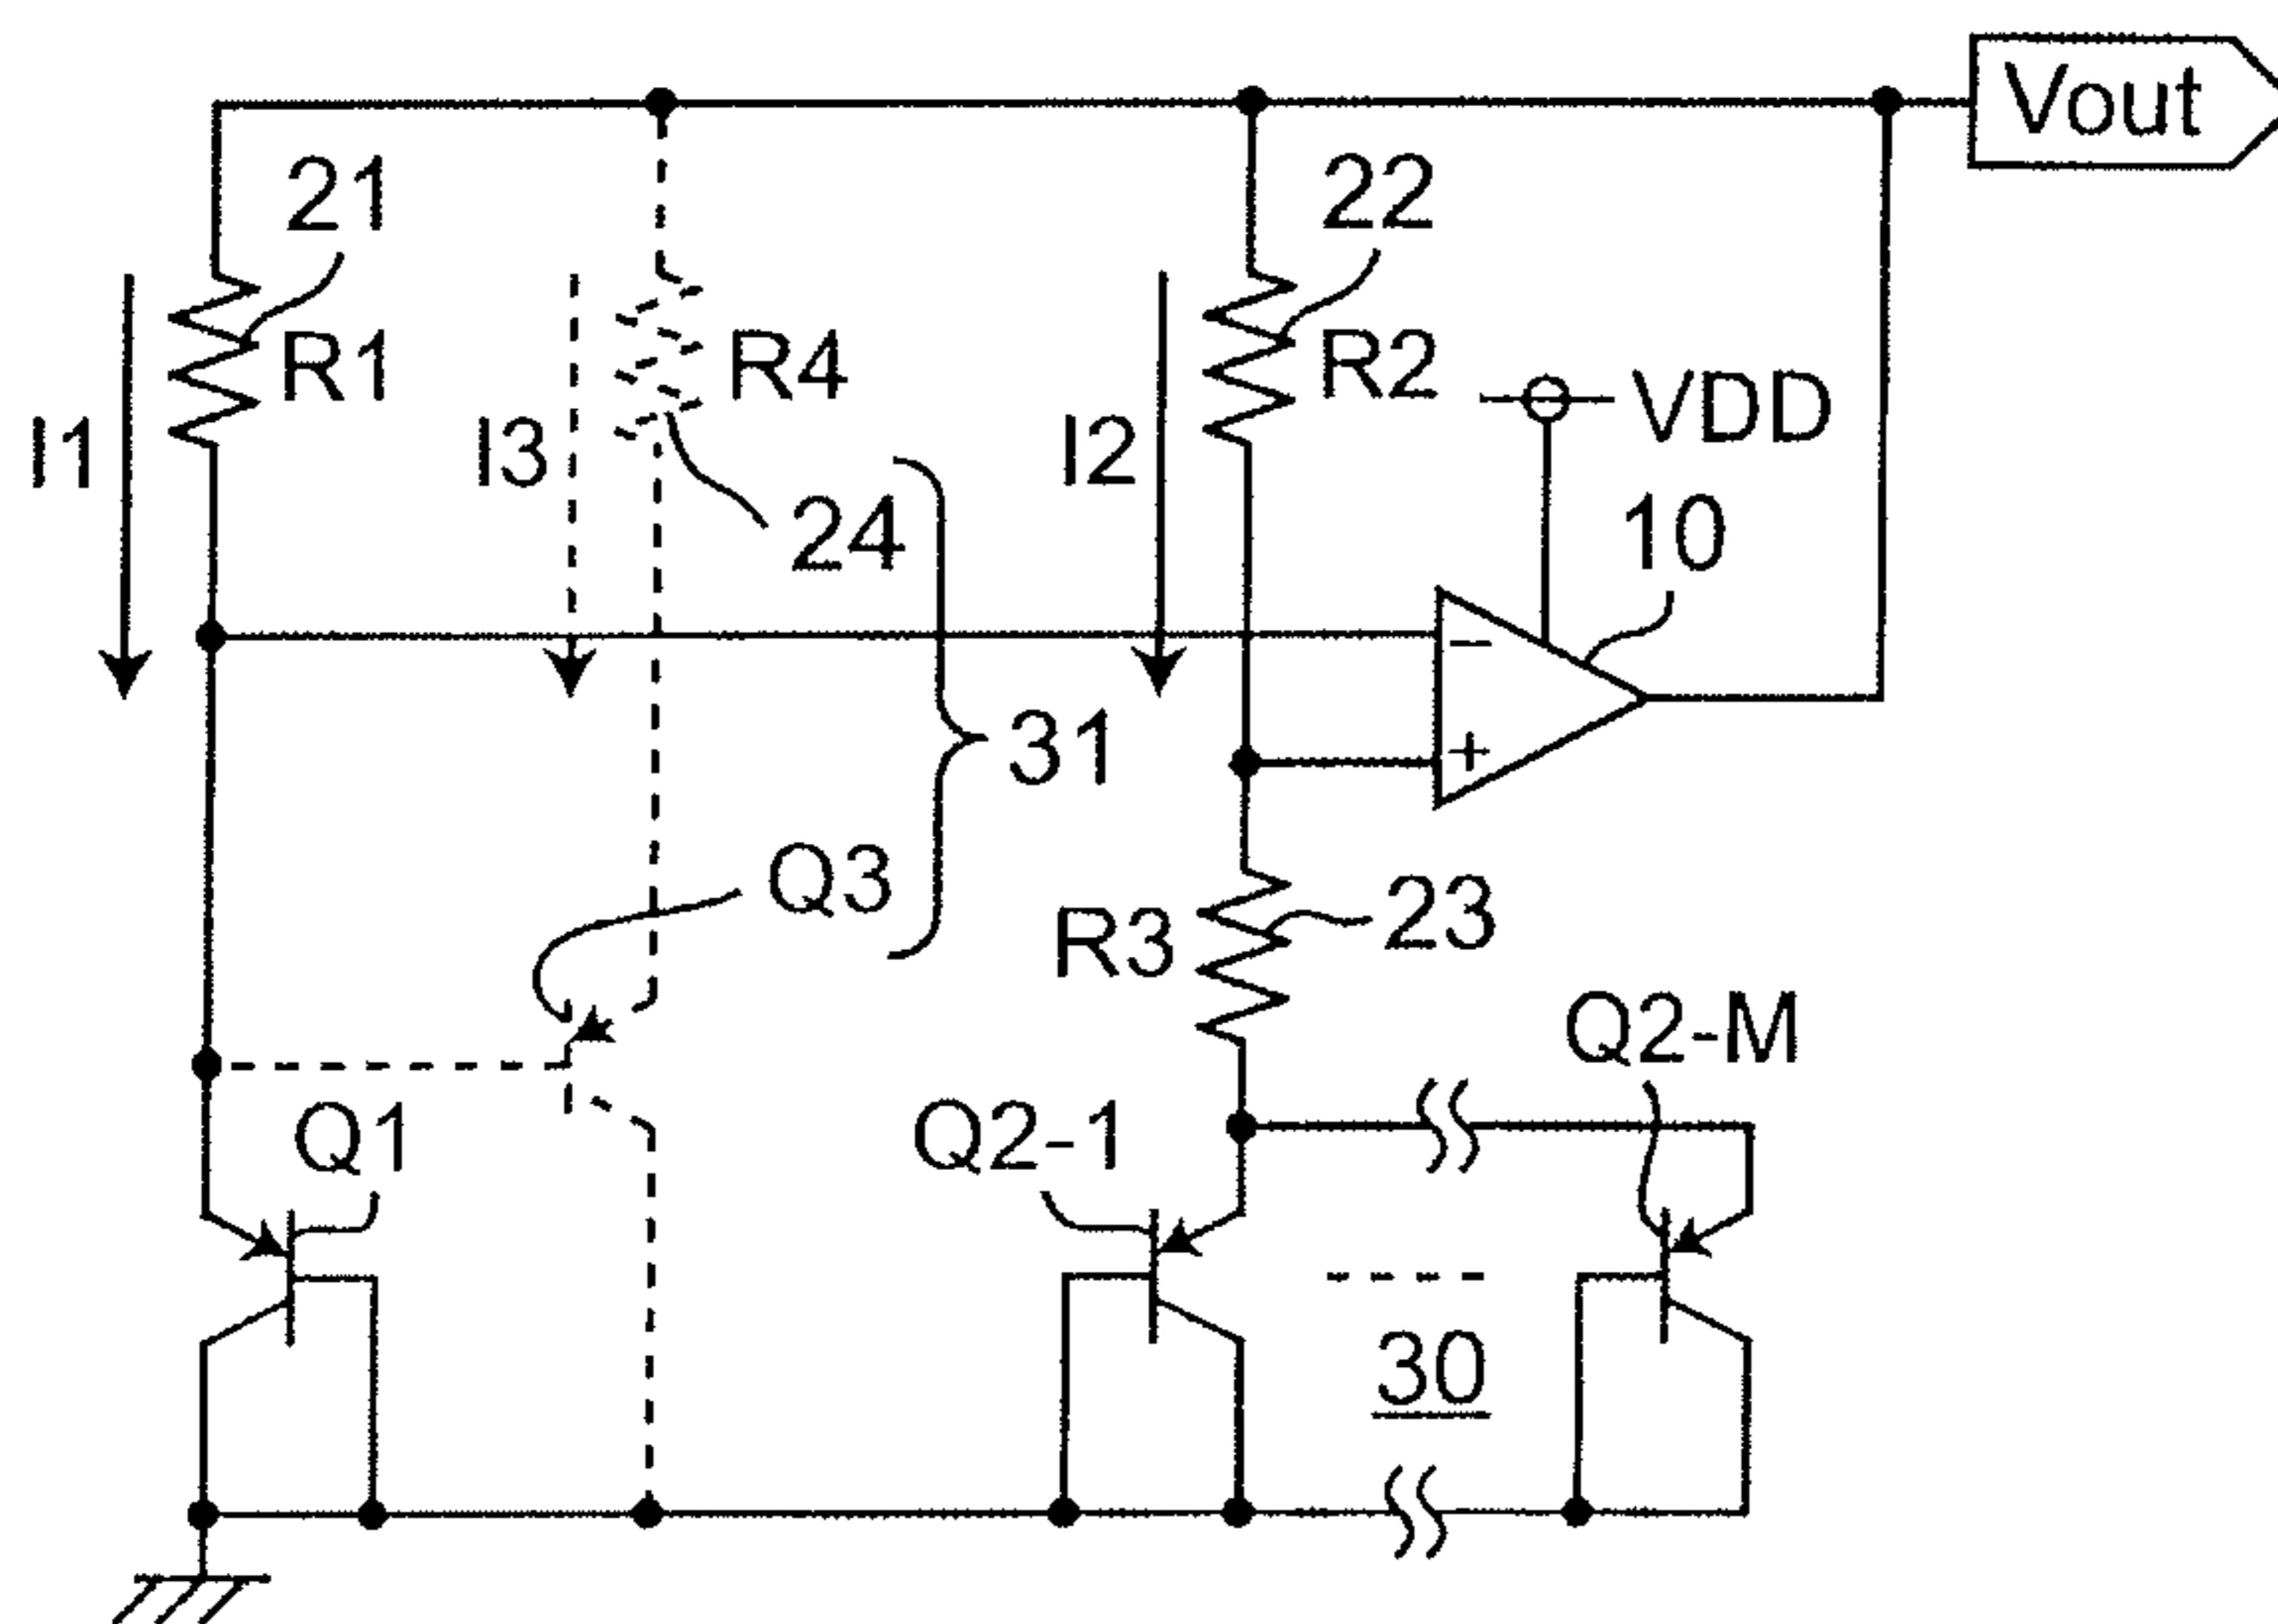 Vout
21
22
R1
R4
R2
VDD
I1
I3
I2
24
10
−
31
+
Q3
23
R3
Q2-M
Q1
Q2-1
30